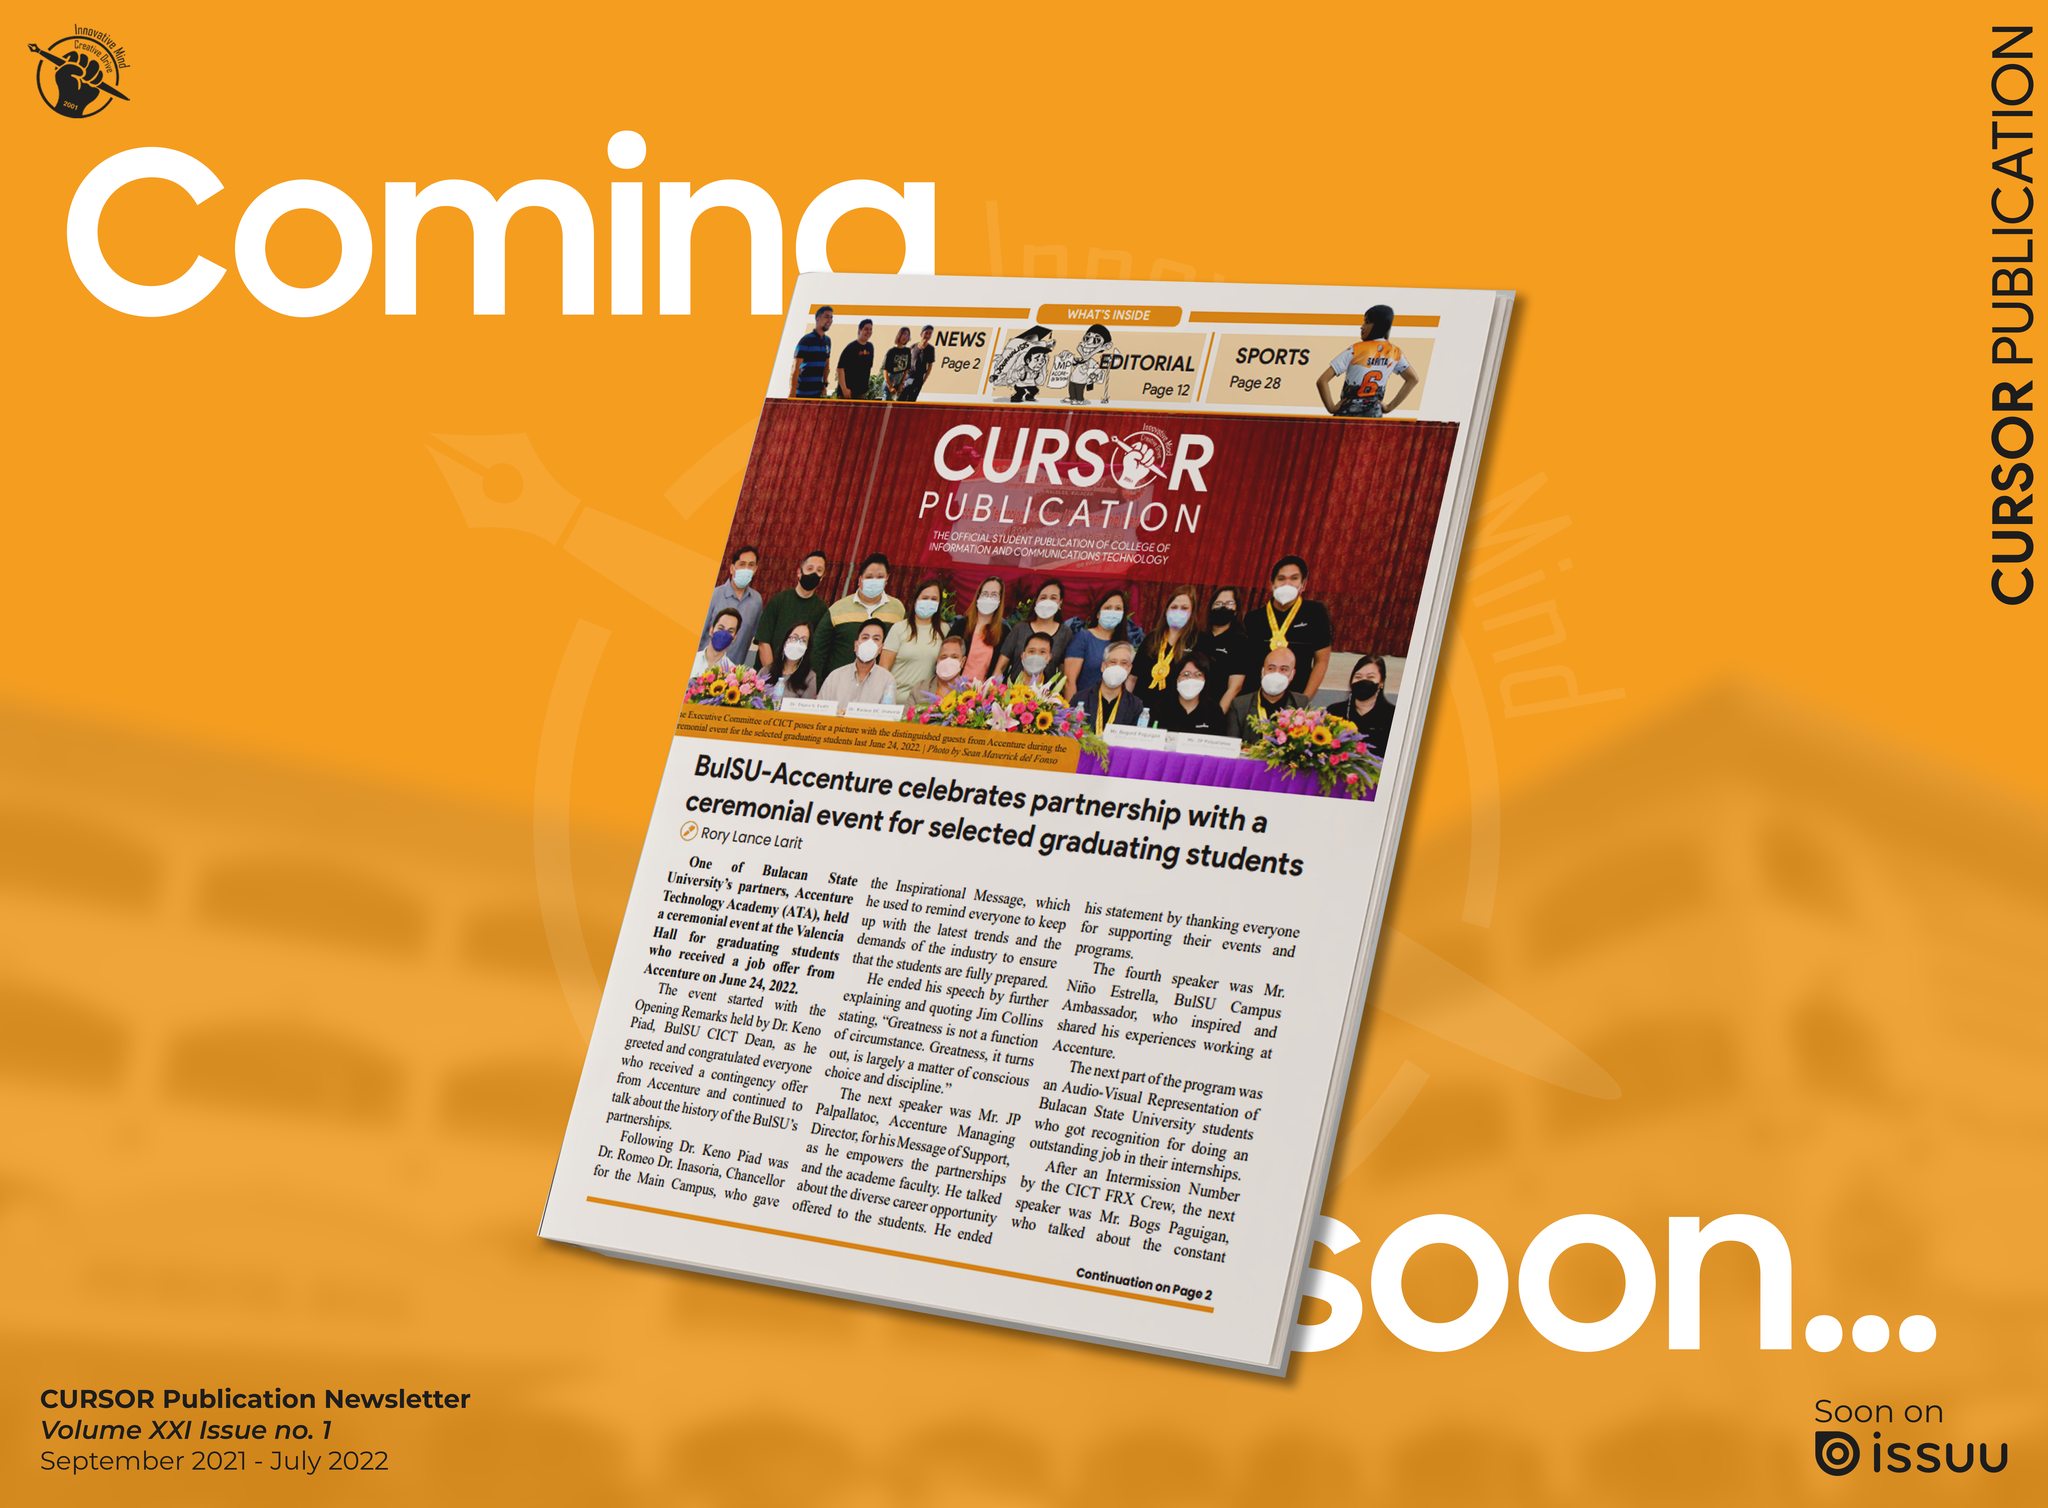 Innovative Mind
Creative Drive
2001
Coming
CURSOR PUBLICATION
WHAT'S INSIDE
NEWS
Page 2
EDITORIAL
Page 12
SPORTS
Page 28
6
CURSOR
PUBLICATION
THE OFFICIAL STUDENT PUBLICATION OF COLLEGE OF
INFORMATION AND COMMUNICATIONS TECHNOLOGY
Executive Committee of CICT poses for a picture with the distinguished guests from Accenture during the
event for the selected graduating students last June 24, 2022. | Photo by Sean Maverick del Fonso
BulSU-Accenture celebrates partnership with a
ceremonial event for selected graduating students
Rory Lance Larit
One of Bulacan State
University's partners, Accenture
Technology Academy (ATA), held
a ceremonial event at the Valencia
Hall for graduating students
who received a job offer from
Accenture on June 24, 2022.
The event started with the
Opening Remarks held by Dr. Keno
Piad, BulSU CICT Dean, as he
greeted and congratulated everyone
who received a contingency offer
from Accenture and continued to
talk about the history of the BulSU's
partnerships.
Following Dr. Keno Piad was
Dr. Romeo Dr. Inasoria, Chancellor
for the Main Campus, who gave
the Inspirational Message, which
he used to remind everyone to keep
up with the latest trends and the
demands of the industry to ensure
that the students are fully prepared.
He ended his speech by further
explaining and quoting Jim Collins
stating, "Greatness is not a function
of circumstance. Greatness, it turns
out, is largely a matter of conscious
choice and discipline."
The next speaker was Mr. JP
Palpallatoc, Accenture Managing
Director, for his Message of Support,
as he empowers the partnerships
and the academe faculty. He talked
about the diverse career opportunity
offered to the students. He ended
his statement by thanking everyone
for supporting their events and
programs.
The fourth speaker was Mr.
Niño Estrella, BulSU Campus
Ambassador, who inspired and
shared his experiences working at
Accenture.
The next part of the program was
an Audio-Visual Representation of
Bulacan State University students
who got recognition for doing an
outstanding job in their internships.
After an Intermission Number
by the CICT FRX Crew, the next
speaker was Mr. Bogs Paguigan,
who talked about the constant
Continuation on Page 2
soon...
CURSOR Publication Newsletter
Volume XXI Issue no. 1
September 2021 - July 2022
Soon on
issuu